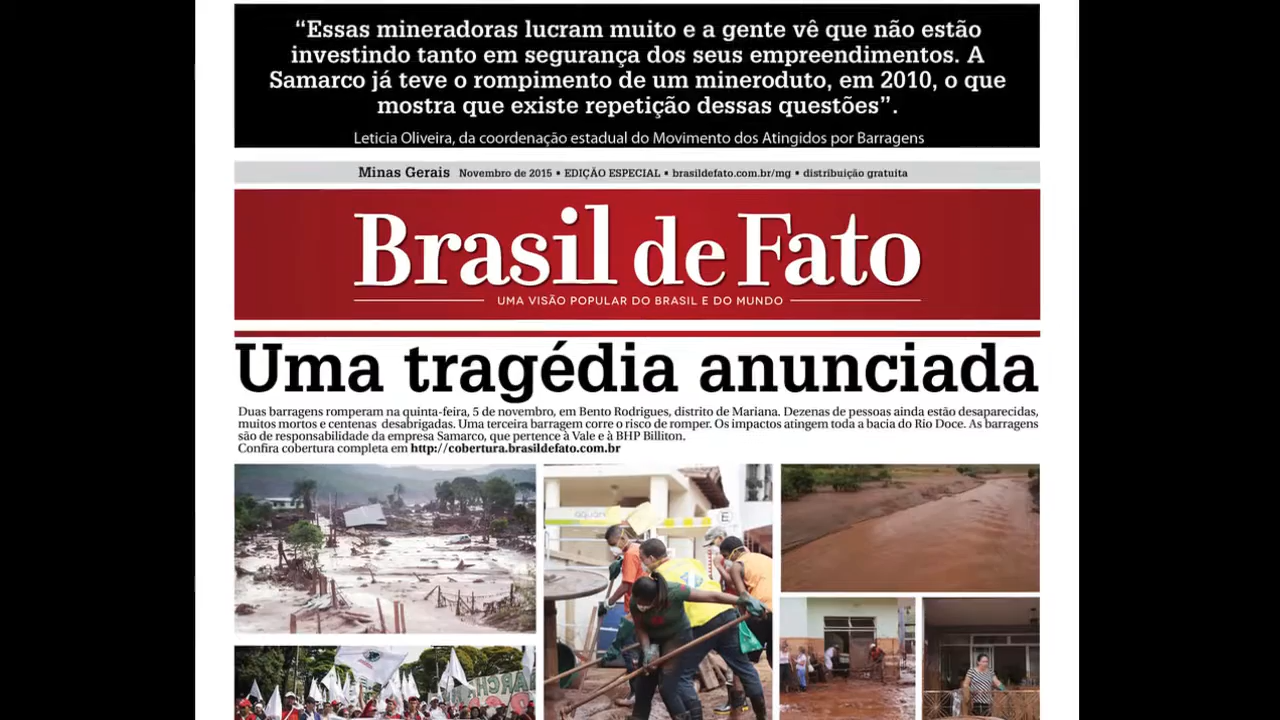 “Essas mineradoras lucram muito e a gente vê que não estão
investindo tanto em segurança dos seus empreendimentos. A
Samarco já teve o rompimento de um mineroduto, em 2010, o que
mostra que existe repetição dessas questões”.
Leticia Oliveira, da coordenação estadual do Movimento dos Atingidos por Barragens
Minas Gerais Novembro de 2015 • EDIÇÃO ESPECIAL • brasildefato.com.br/mg • distribuição gratuita
Brasil de Fato
UMA VISÃO POPULAR DO BRASIL E DO MUNDO
Uma tragédia anunciada
Duas barragens romperam na quinta-feira, 5 de novembro, em Bento Rodrigues, distrito de Mariana. Dezenas de pessoas ainda estão desaparecidas,
muitos mortos e centenas desabrigadas. Uma terceira barragem corre o risco de romper. Os impactos atingem toda a bacia do Rio Doce. As barragens
são de responsabilidade da empresa Samarco, que pertence à Vale e à BHP Billiton.
Confira cobertura completa em http://cobertura.brasildefato.com.br